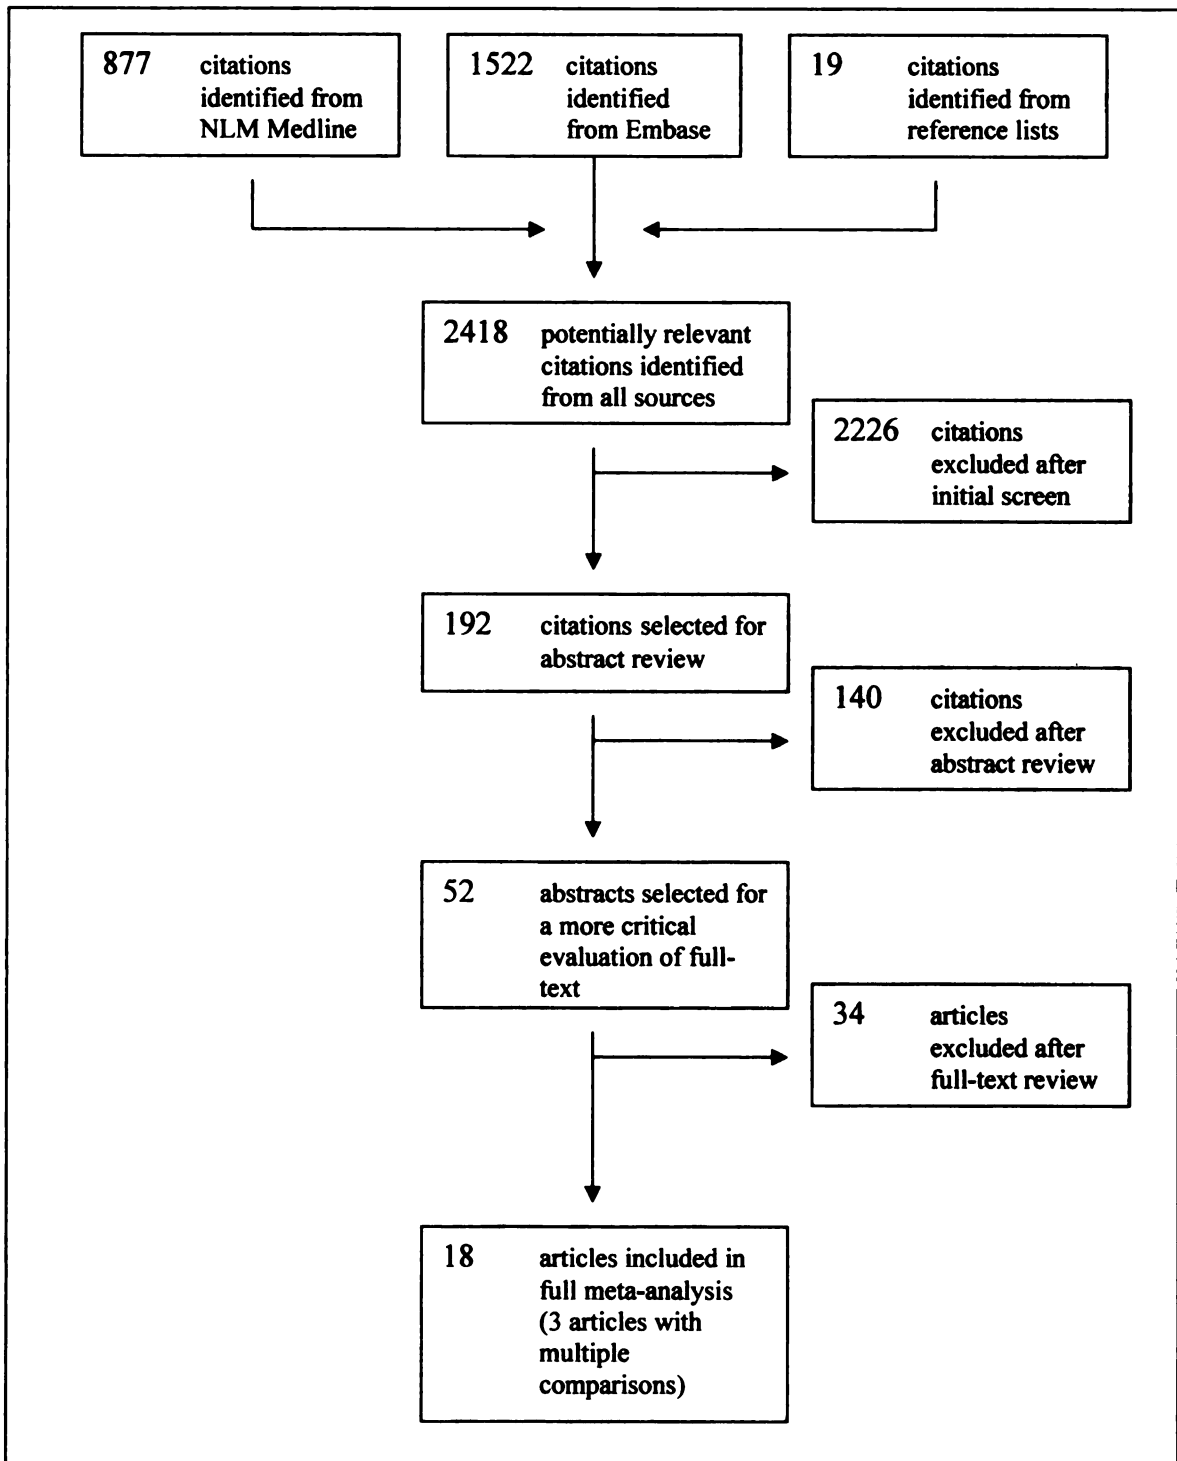 877 citations
identified from
NLM Medline
1522 citations
identified
from Embase
19 citations
identified from
reference lists
2418 potentially relevant
citations identified
from all sources
2226 citations
excluded after
initial screen
192 citations selected for
abstract review
140 citations
excluded after
abstract review
52 abstracts selected for
a more critical
evaluation of full-
text
34 articles
excluded after
full-text review
18 articles included in
full meta-analysis
(3 articles with
multiple
comparisons)